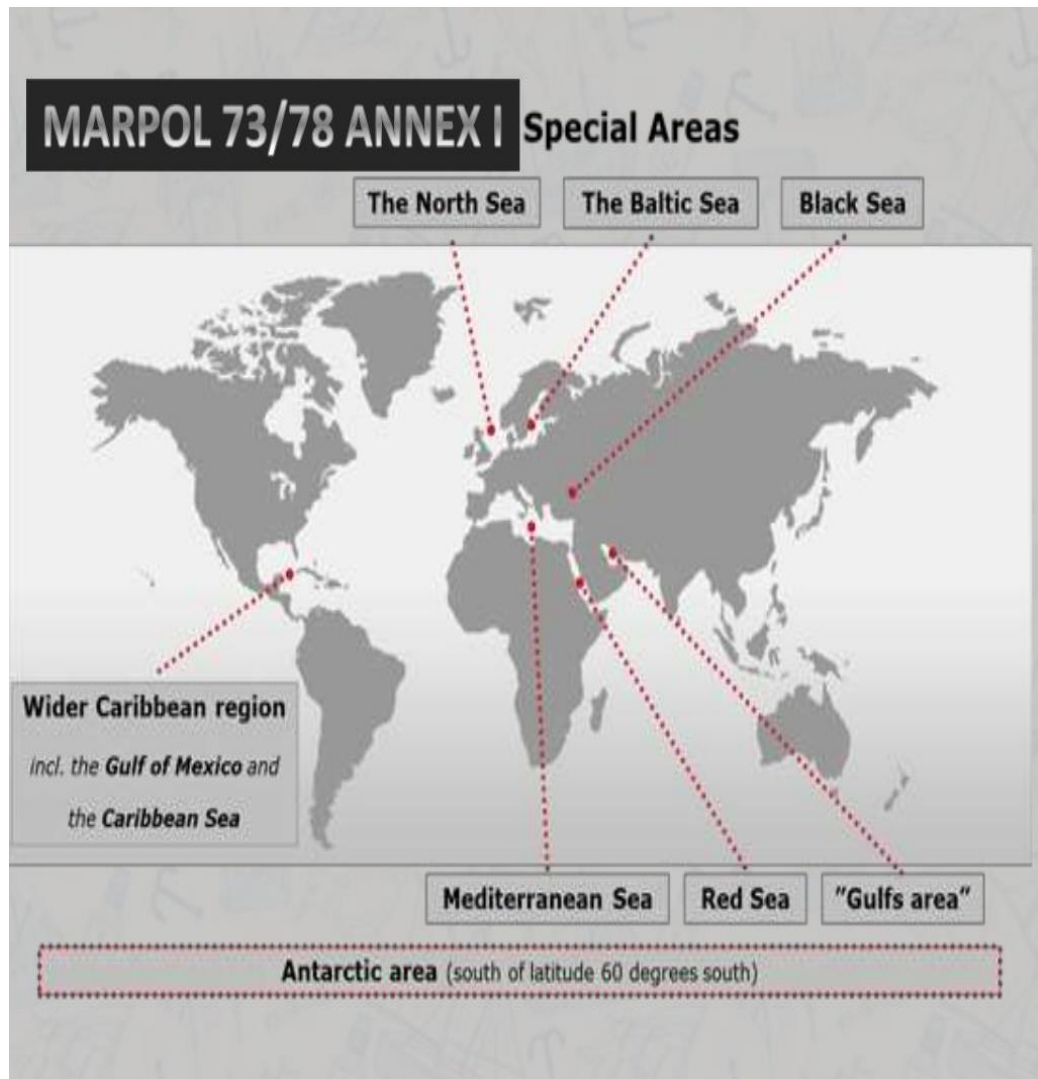 MARPOL 73/78 ANNEX I Special Areas
The North Sea
The Baltic Sea
Black Sea
Wider Caribbean region
incl. the Gulf of Mexico and
the Caribbean Sea
Mediterranean Sea
Red Sea
"Gulfs area"
Antarctic area (south of latitude 60 degrees south)